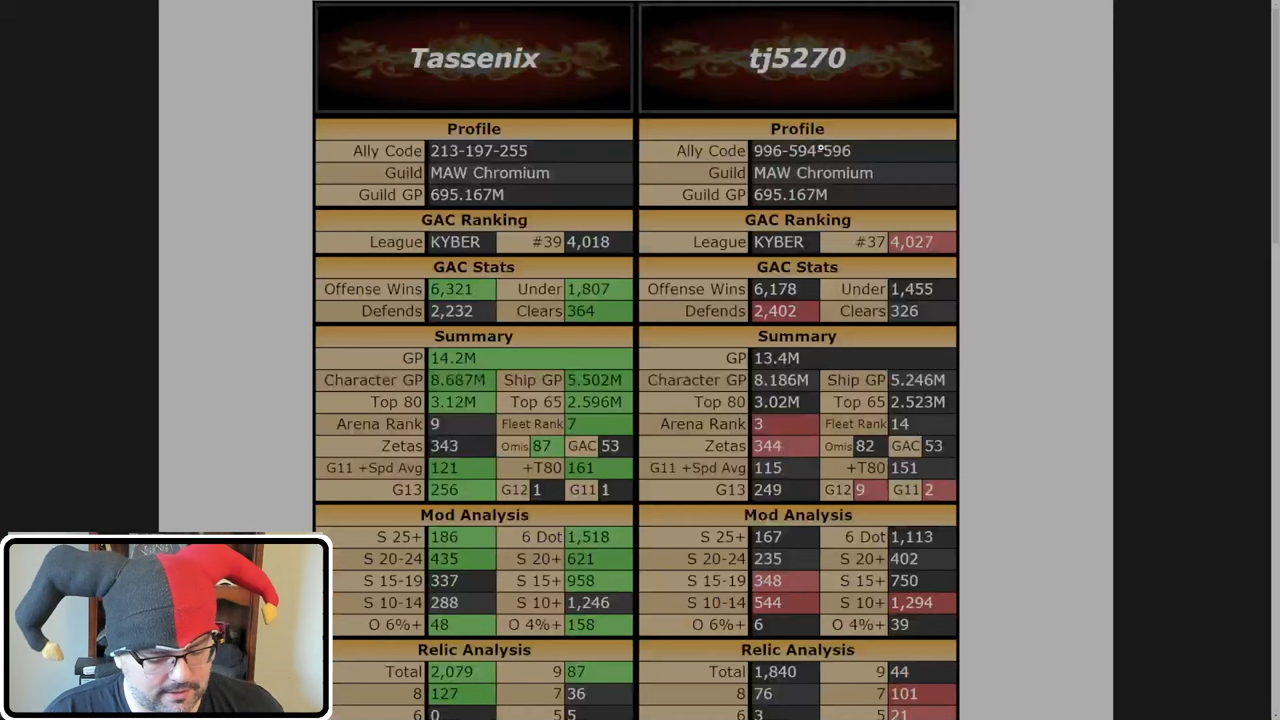 Tassenix
Profile
Ally Code 213-197-255
Guild MAW Chromium
Guild GP 695.167M
GAC Ranking
League KYBER #39 4,018
GAC Stats
Offense Wins 6,321 Under 1,807
Defends 2,232 Clears 364
Summary
GP 14.2M
Character GP 8.687M Ship GP 5.502M
Top 80 3.12M Top 65 2.596M
Arena Rank 9 Fleet Rank 7
Zetas 343 Omis 87 GAC 53
G11 +Spd Avg 121 +T80 161
G13 256 G12 1 G11 1
Mod Analysis
S 25+ 186 6 Dot 1,518
S 20-24 435 S 20+ 621
S 15-19 337 S 15+ 958
S 10-14 288 S 10+ 1,246
O 6%+ 48 O 4%+ 158
Relic Analysis
Total 2,079 9 87
8 127 7 36
6 0 5 5
tj5270
Profile
Ally Code 996-594-596
Guild MAW Chromium
Guild GP 695.167M
GAC Ranking
League KYBER #37 4,027
GAC Stats
Offense Wins 6,178 Under 1,455
Defends 2,402 Clears 326
Summary
GP 13.4M
Character GP 8.186M Ship GP 5.246M
Top 80 3.02M Top 65 2.523M
Arena Rank 3 Fleet Rank 14
Zetas 344 Omis 82 GAC 53
G11 +Spd Avg 115 +T80 151
G13 249 G12 9 G11 2
Mod Analysis
S 25+ 167 6 Dot 1,113
S 20-24 235 S 20+ 402
S 15-19 348 S 15+ 750
S 10-14 544 S 10+ 1,294
O 6%+ 6 O 4%+ 39
Relic Analysis
Total 1,840 9 44
8 76 7 101
6 3 5 21